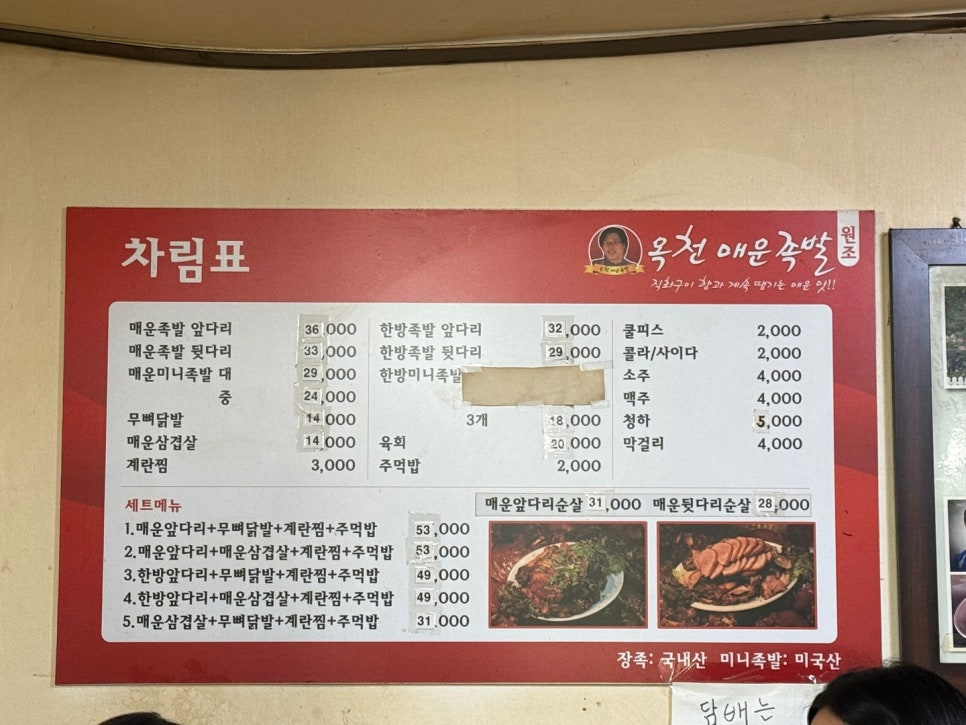 차림표
옥천 매운족발 원조
직화구이 향과 계속 땡기는 매운 맛!!
매운족발 앞다리 36,000
매운족발 뒷다리 33,000
매운미니족발 대 29,000
중 24,000
무뼈닭발 14,000
매운삼겹살 14,000
계란찜 3,000
한방족발 앞다리 32,000
한방족발 뒷다리 29,000
한방미니족발
3개 18,000
육회 20,000
주먹밥 2,000
쿨피스 2,000
콜라/사이다 2,000
소주 4,000
맥주 4,000
청하 5,000
막걸리 4,000
세트메뉴
1.매운앞다리+무뼈닭발+계란찜+주먹밥 53,000
2.매운앞다리+매운삼겹살+계란찜+주먹밥 53,000
3.한방앞다리+무뼈닭발+계란찜+주먹밥 49,000
4.한방앞다리+매운삼겹살+계란찜+주먹밥 49,000
5.매운삼겹살+무뼈닭발+계란찜+주먹밥 31,000
매운앞다리순살 31,000 매운뒷다리순살 28,000
장족: 국내산 미니족발: 미국산
담배는